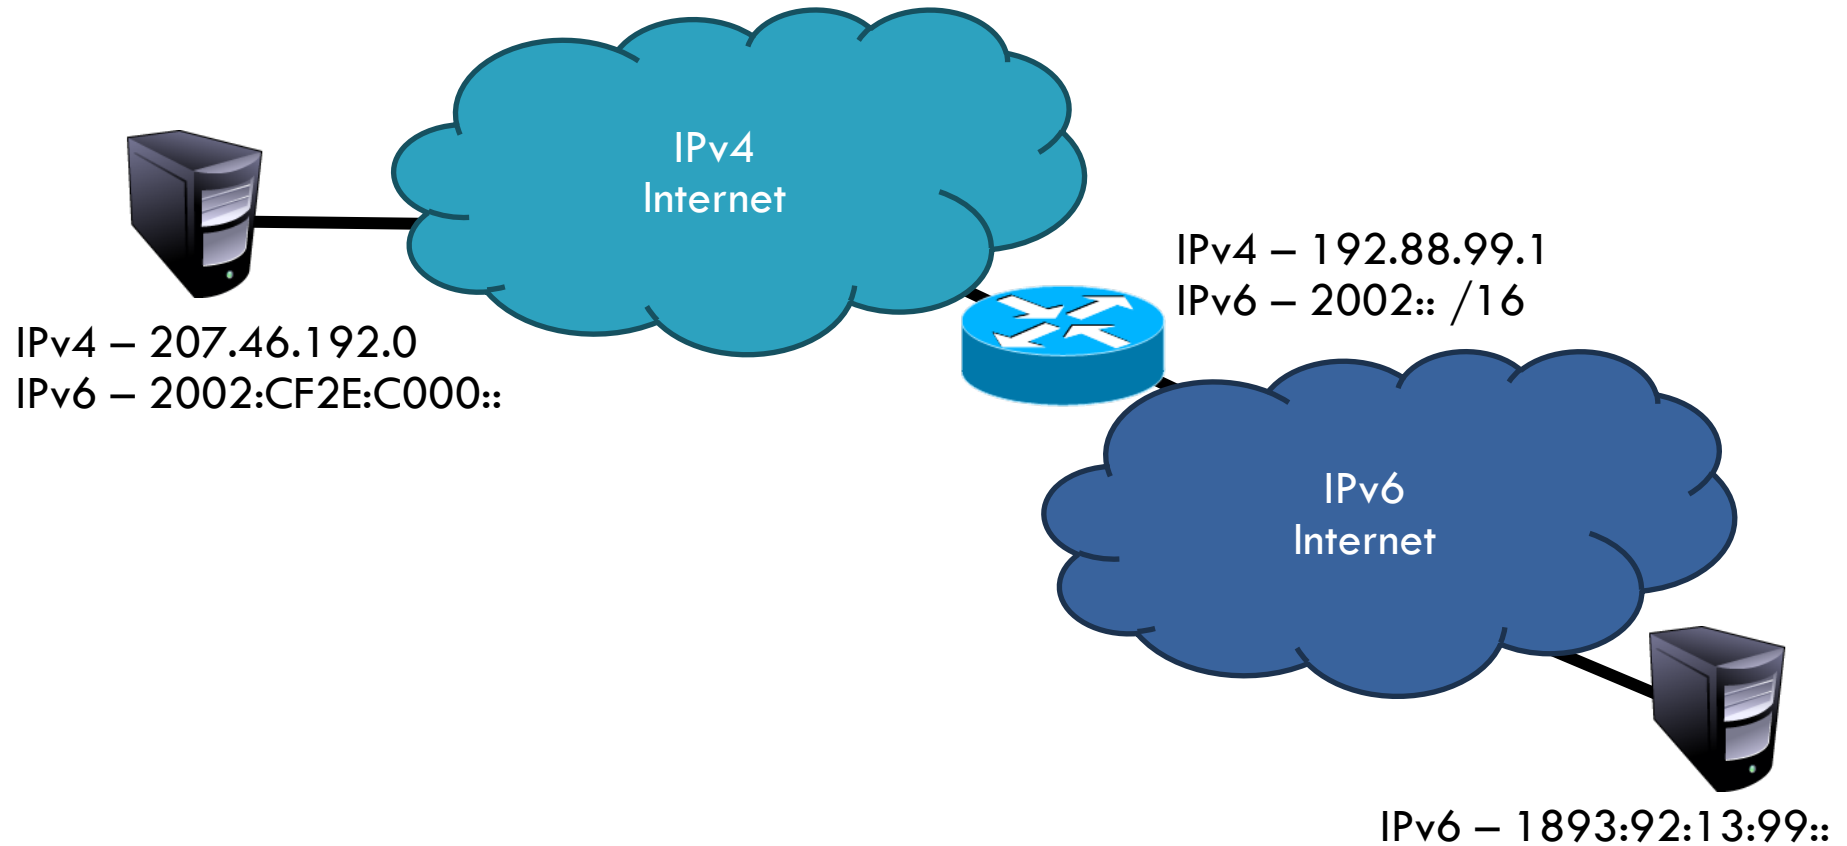 IPv4
Internet
IPv4 – 192.88.99.1
IPv6 – 2002:: /16
IPv4 – 207.46.192.0
IPv6 – 2002:CF2E:C000::
IPv6
Internet
IPv6 – 1893:92:13:99::